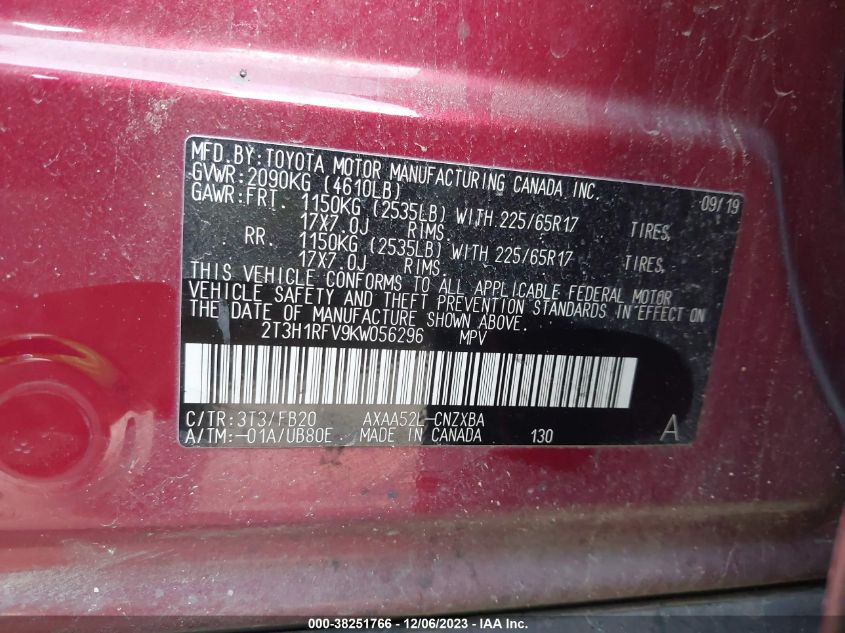 MFD. BY: TOYOTA MOTOR MANUFACTURING CANADA INC.
GVWR: 2090KG (4610LB) 09/19
GAWR: FRT. 1150KG (2535LB) WITH 225/65R17 TIRES,
17X7.0J RIMS
RR. 1150KG (2535LB) WITH 225/65R17 TIRES,
17X7.0J RIMS
THIS VEHICLE CONFORMS TO ALL APPLICABLE FEDERAL MOTOR
VEHICLE SAFETY AND THEFT PREVENTION STANDARDS IN EFFECT ON
THE DATE OF MANUFACTURE SHOWN ABOVE.
2T3H1RFV9KW056296 MPV
C/TR: 3T3/FB20 AXAA52L-CNZXBA
A/TM: -01A/UB80E MADE IN CANADA 130 A
000-38251766 - 12/06/2023 - WWW.IAAI.COM